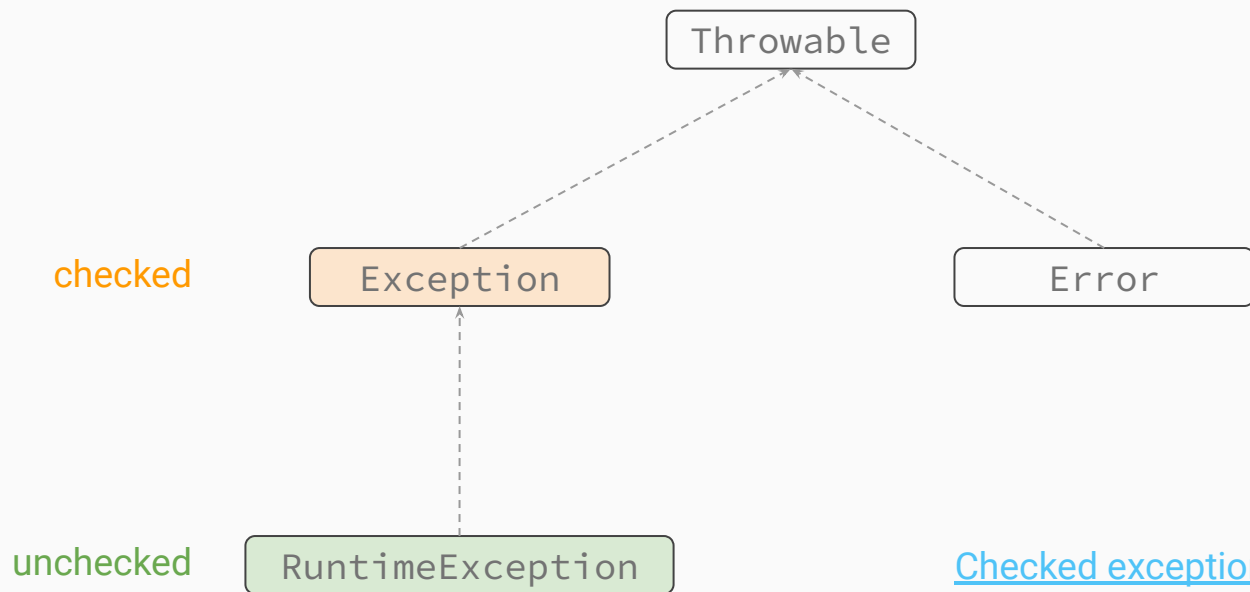 Throwable
checked
Exception
Error
unchecked
RuntimeException
Checked exceptio